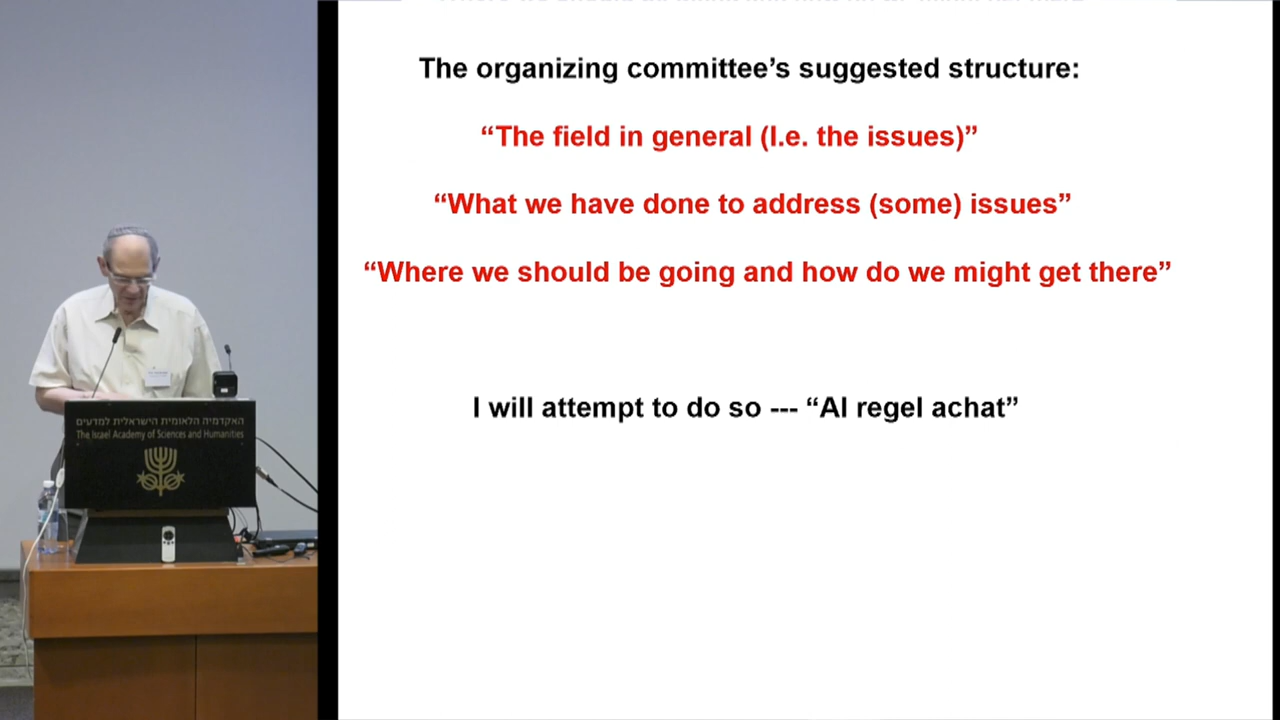 The organizing committee’s suggested structure:
“The field in general (I.e. the issues)”
“What we have done to address (some) issues”
“Where we should be going and how do we might get there”
I will attempt to do so --- “Al regel achat”
האקדמיה הלאומית הישראלית למדעים
The Israel Academy of Sciences and Humanities